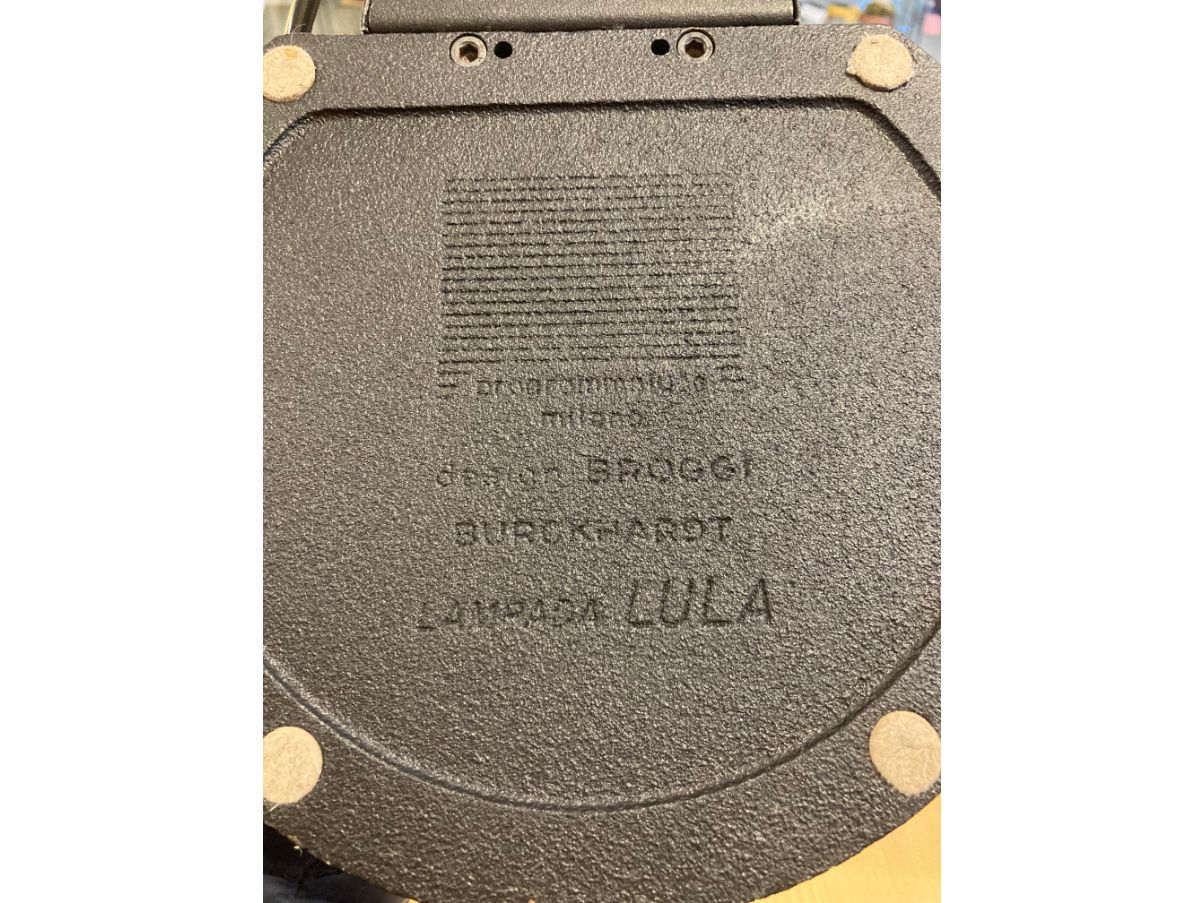 programmaluce
milano
design BROGGI
BURCKHARDT
LAMPADA LULA